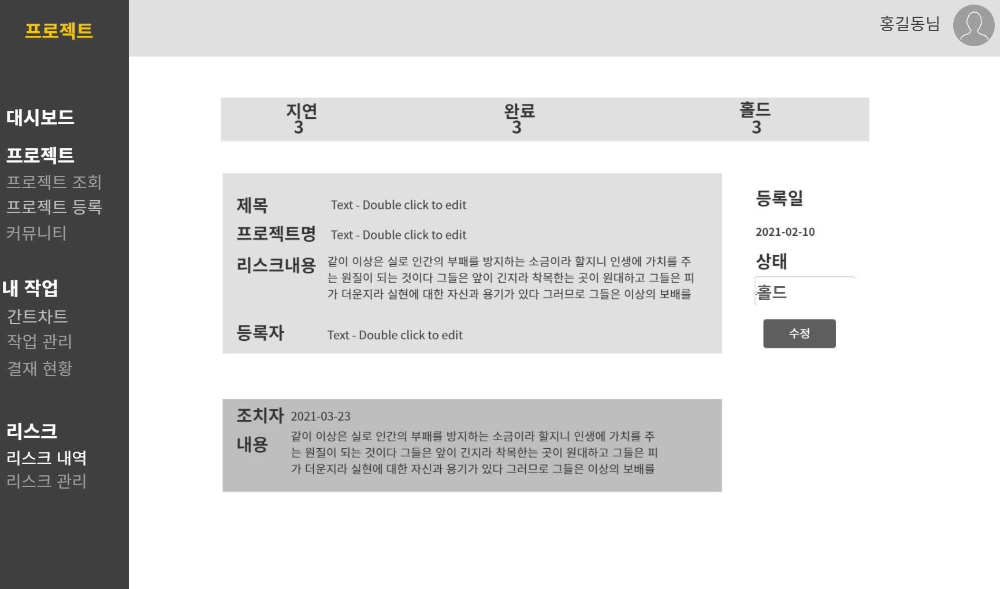 프로젝트
홍길동님
대시보드
프로젝트
프로젝트 조회
프로젝트 등록
커뮤니티
내 작업
간트차트
작업 관리
결재 현황
리스크
리스크 내역
리스크 관리
지연
3
완료
3
홀드
3
제목 Text - Double click to edit
프로젝트명 Text - Double click to edit
리스크내용 같이 이상은 실로 인간의 부패를 방지하는 소금이라 할지니 인생에 가치를 주
는 원질이 되는 것이다 그들은 앞이 긴지라 착목한는 곳이 원대하고 그들은 피
가 더운지라 실현에 대한 자신과 용기가 있다 그러므로 그들은 이상의 보배를
등록자 Text - Double click to edit
등록일
2021-02-10
상태
홀드
수정
조치자 2021-03-23
내용 같이 이상은 실로 인간의 부패를 방지하는 소금이라 할지니 인생에 가치를 주
는 원질이 되는 것이다 그들은 앞이 긴지라 착목한는 곳이 원대하고 그들은 피
가 더운지라 실현에 대한 자신과 용기가 있다 그러므로 그들은 이상의 보배를